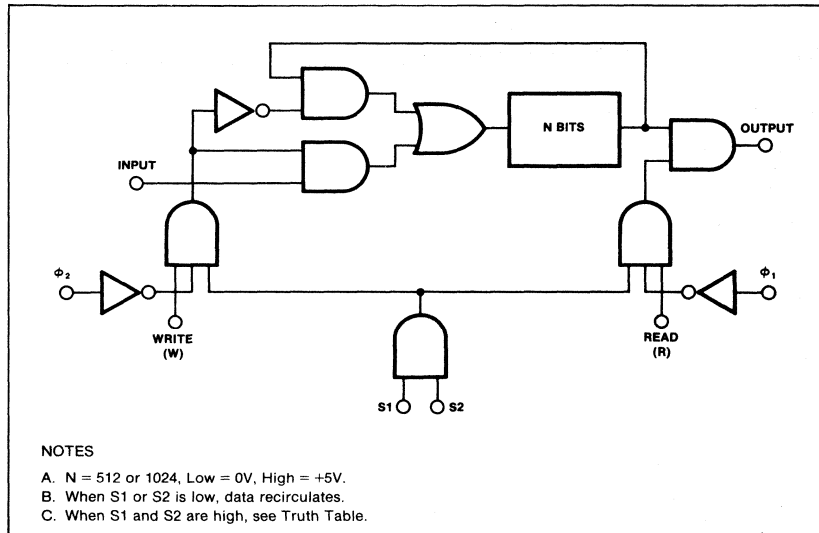 N BITS
OUTPUT
INPUT
ϕ₂
ϕ₁
WRITE
(W)
READ
(R)
S1
S2
NOTES
A. N = 512 or 1024, Low = 0V, High = +5V.
B. When S1 or S2 is low, data recirculates.
C. When S1 and S2 are high, see Truth Table.